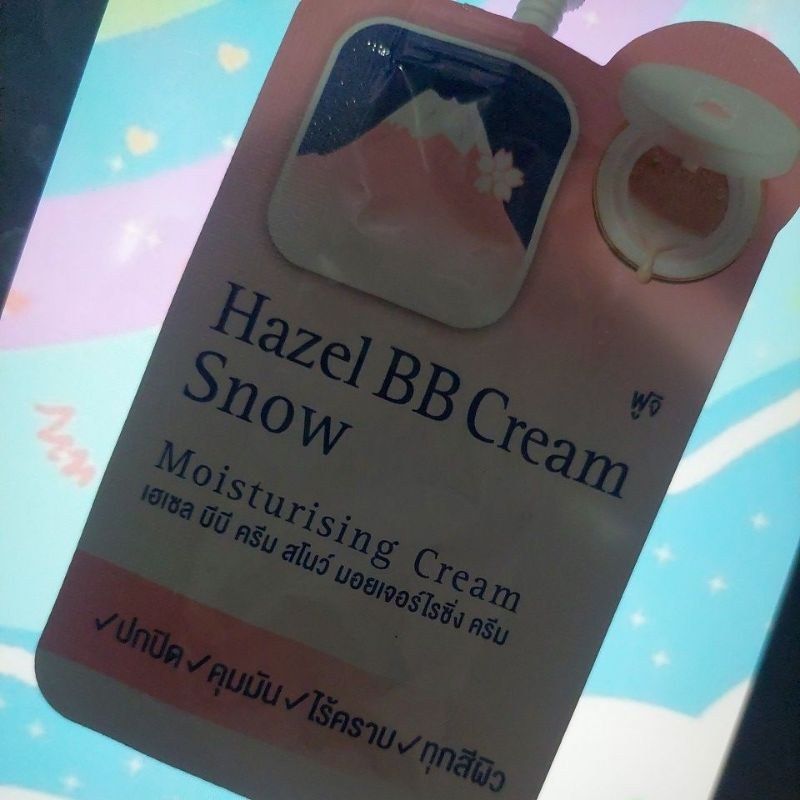 Hazel BB Cream
Snow
ฟูจิ
Moisturising Cream
เฮเซล บีบี ครีม สโนว์ มอยเจอร์ไรซิ่ง ครีม
✓ปกปิด✓คุมมัน✓ไร้คราบ✓ทุกสีผิว